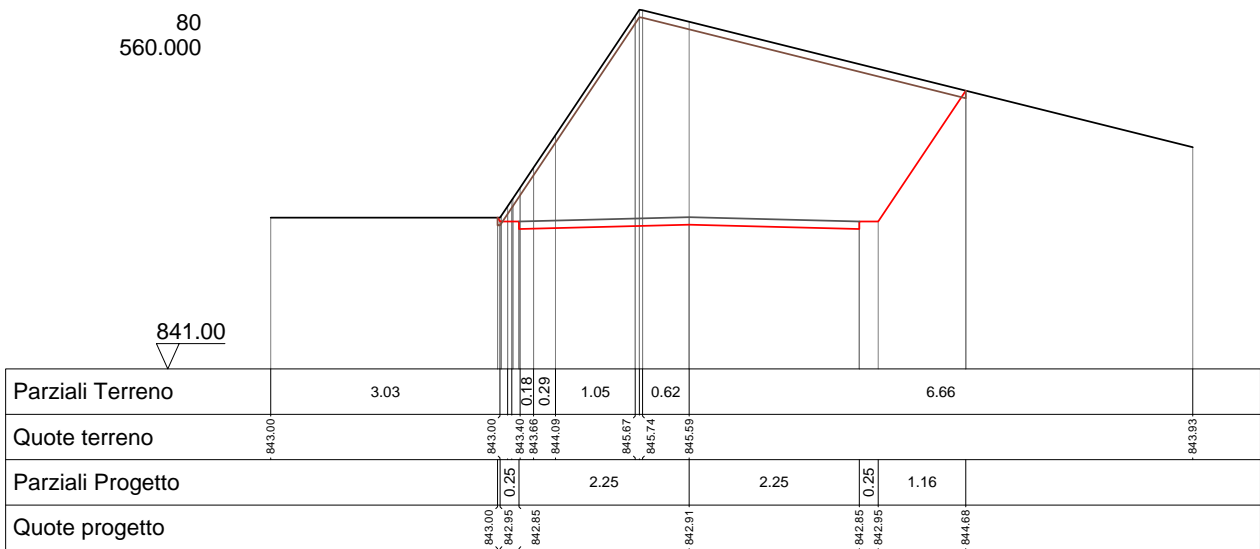 80
560.000
841.00
Parziali Terreno 3.03 0.18 0.29 1.05 0.62 6.66
Quote terreno 843.00 843.00 843.40 843.66 844.09 845.67 845.74 845.59 843.93
Parziali Progetto 0.25 2.25 2.25 0.25 1.16
Quote progetto 843.00 842.95 842.85 842.91 842.85 842.95 844.68